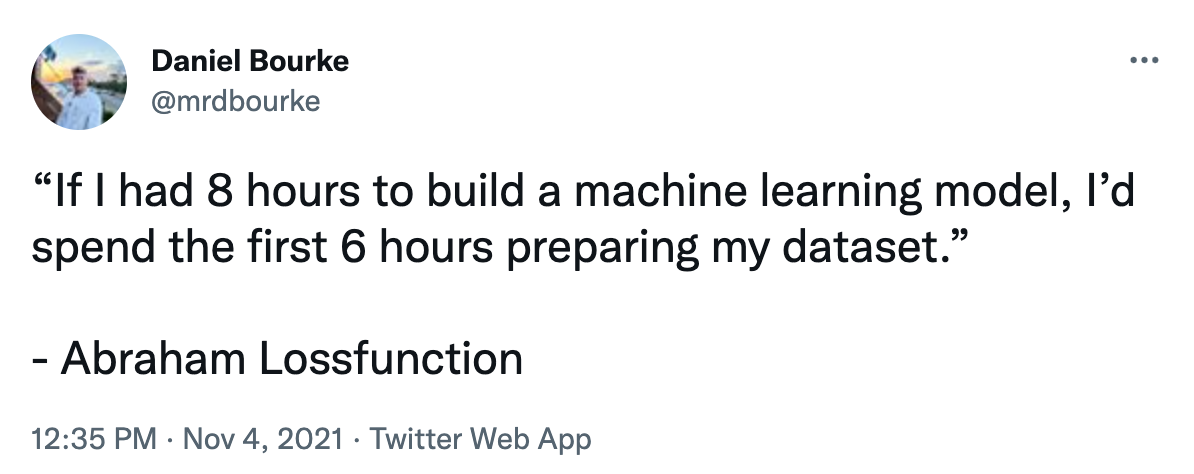 Daniel Bourke
@mrdbourke
“If I had 8 hours to build a machine learning model, I’d
spend the first 6 hours preparing my dataset.”
- Abraham Lossfunction
12:35 PM · Nov 4, 2021 · Twitter Web App